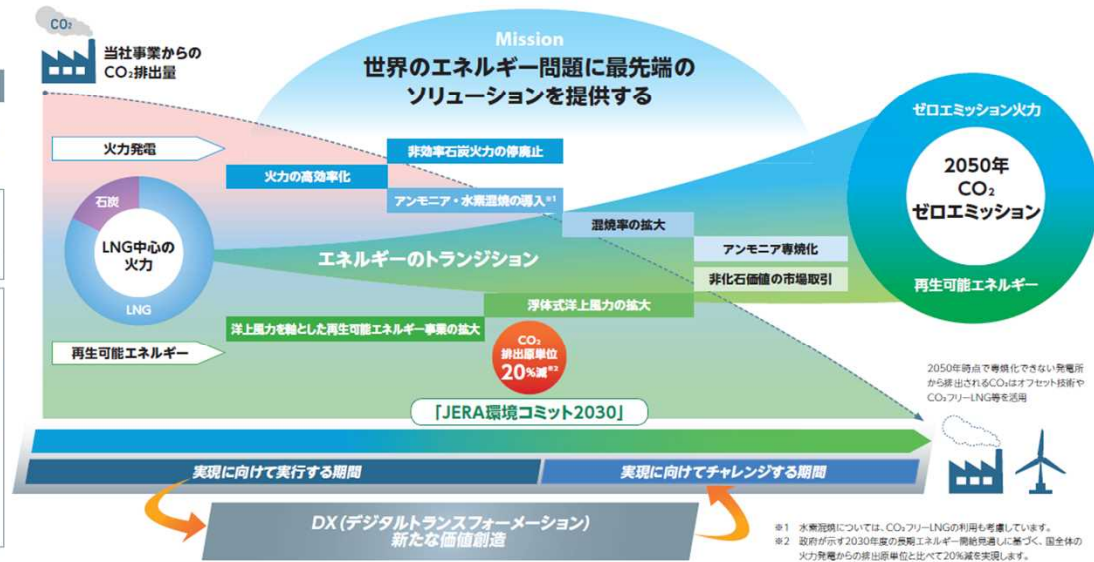 CO₂
当社事業からの
CO₂排出量
Mission
世界のエネルギー問題に最先端の
ソリューションを提供する
火力発電
火力の高効率化
非効率石炭火力の停廃止
アンモニア・水素混焼の導入※1
混焼率の拡大
アンモニア専焼化
非化石価値の市場取引
石炭
LNG中心の
火力
LNG
エネルギーのトランジション
浮体式洋上風力の拡大
洋上風力を軸とした再生可能エネルギー事業の拡大
再生可能エネルギー
CO₂
排出原単位
20%減※2
ゼロエミッション火力
2050年
CO₂
ゼロエミッション
再生可能エネルギー
2050年時点で専焼化できない発電所
から排出されるCO₂はオフセット技術や
CO₂フリーLNG等を活用
「JERA環境コミット2030」
実現に向けて実行する期間
実現に向けてチャレンジする期間
DX(デジタルトランスフォーメーション)
新たな価値創造
※1 水素混焼については、CO₂フリーLNGの利用も考慮しています。
※2 政府が示す2030年度の長期エネルギー需給見通しに基づく、国全体の
火力発電からの排出原単位と比べて20%減を実現します。